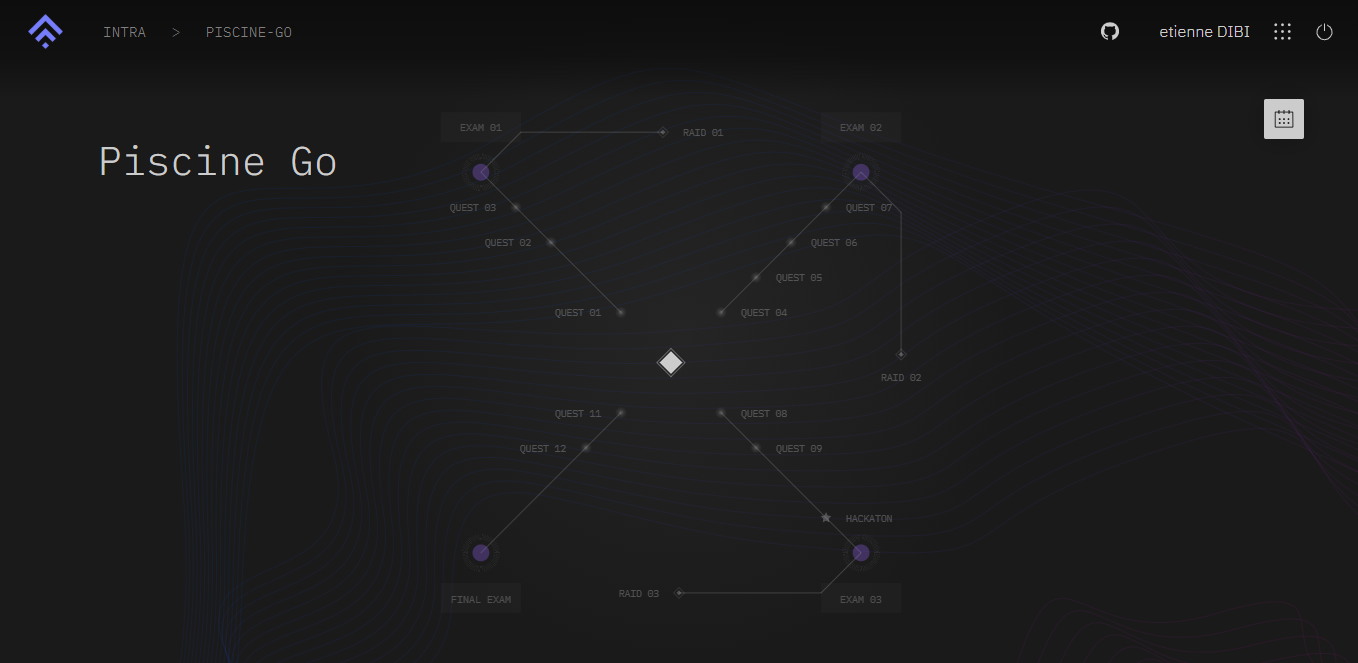 INTRA > PISCINE-GO
etienne DIBI
Piscine Go
EXAM 01
RAID 01
EXAM 02
QUEST 03
QUEST 07
QUEST 02
QUEST 06
QUEST 05
QUEST 01
QUEST 04
RAID 02
QUEST 11
QUEST 08
QUEST 12
QUEST 09
HACKATON
RAID 03
FINAL EXAM
EXAM 03